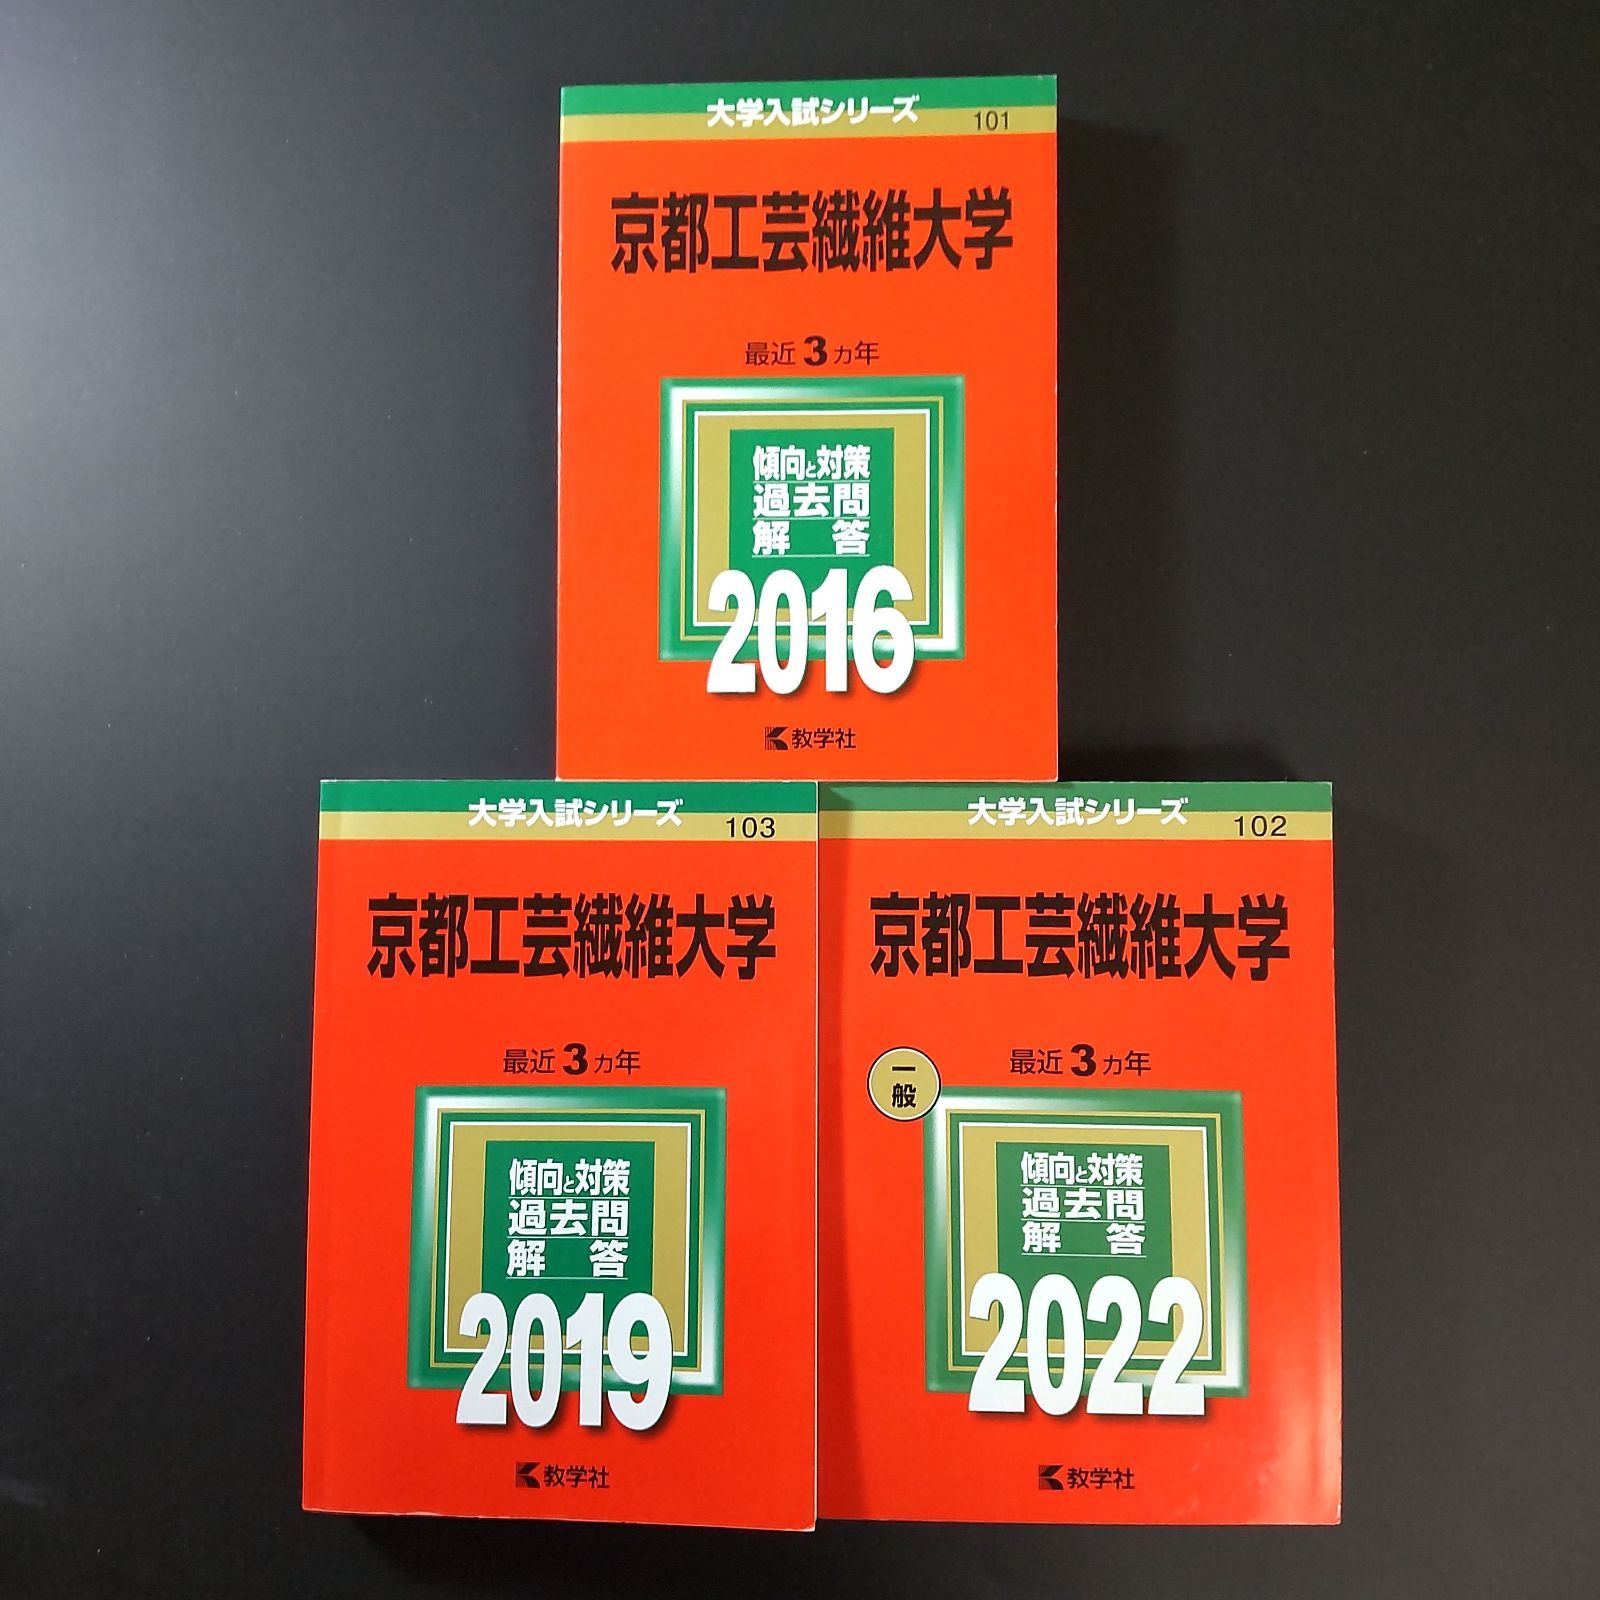 大学入試シリーズ
101
京都工芸繊維大学
最近3カ年
傾向と対策
過去問
解答
2016
教学社
大学入試シリーズ
103
京都工芸繊維大学
最近3カ年
傾向と対策
過去問
解答
2019
教学社
大学入試シリーズ
102
京都工芸繊維大学
一般
最近3カ年
傾向と対策
過去問
解答
2022
教学社